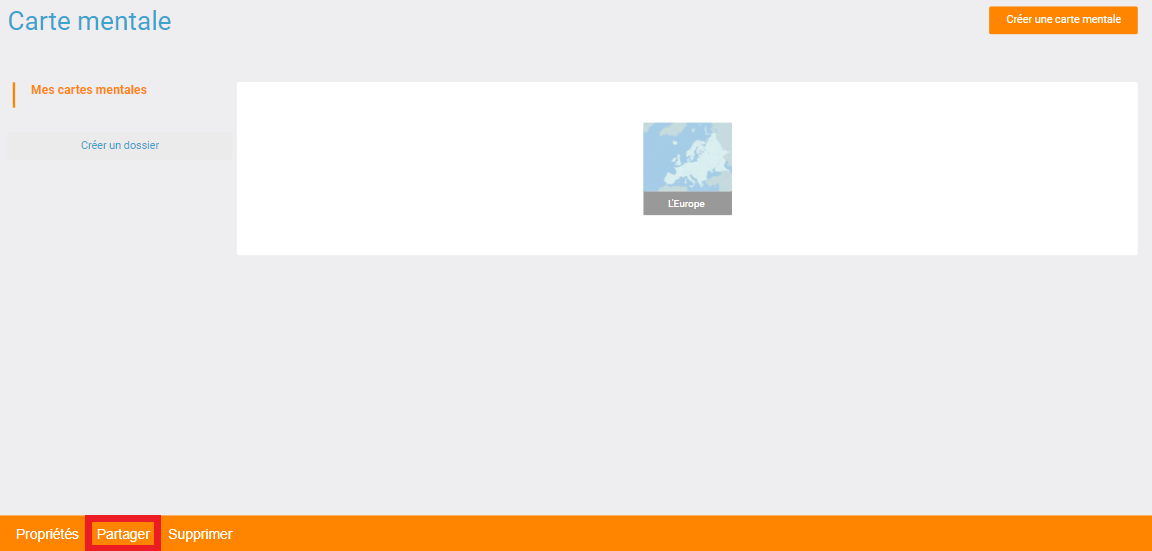 Carte mentale
Créer une carte mentale
Mes cartes mentales
Créer un dossier
L'Europe
Propriétés
Partager
Supprimer